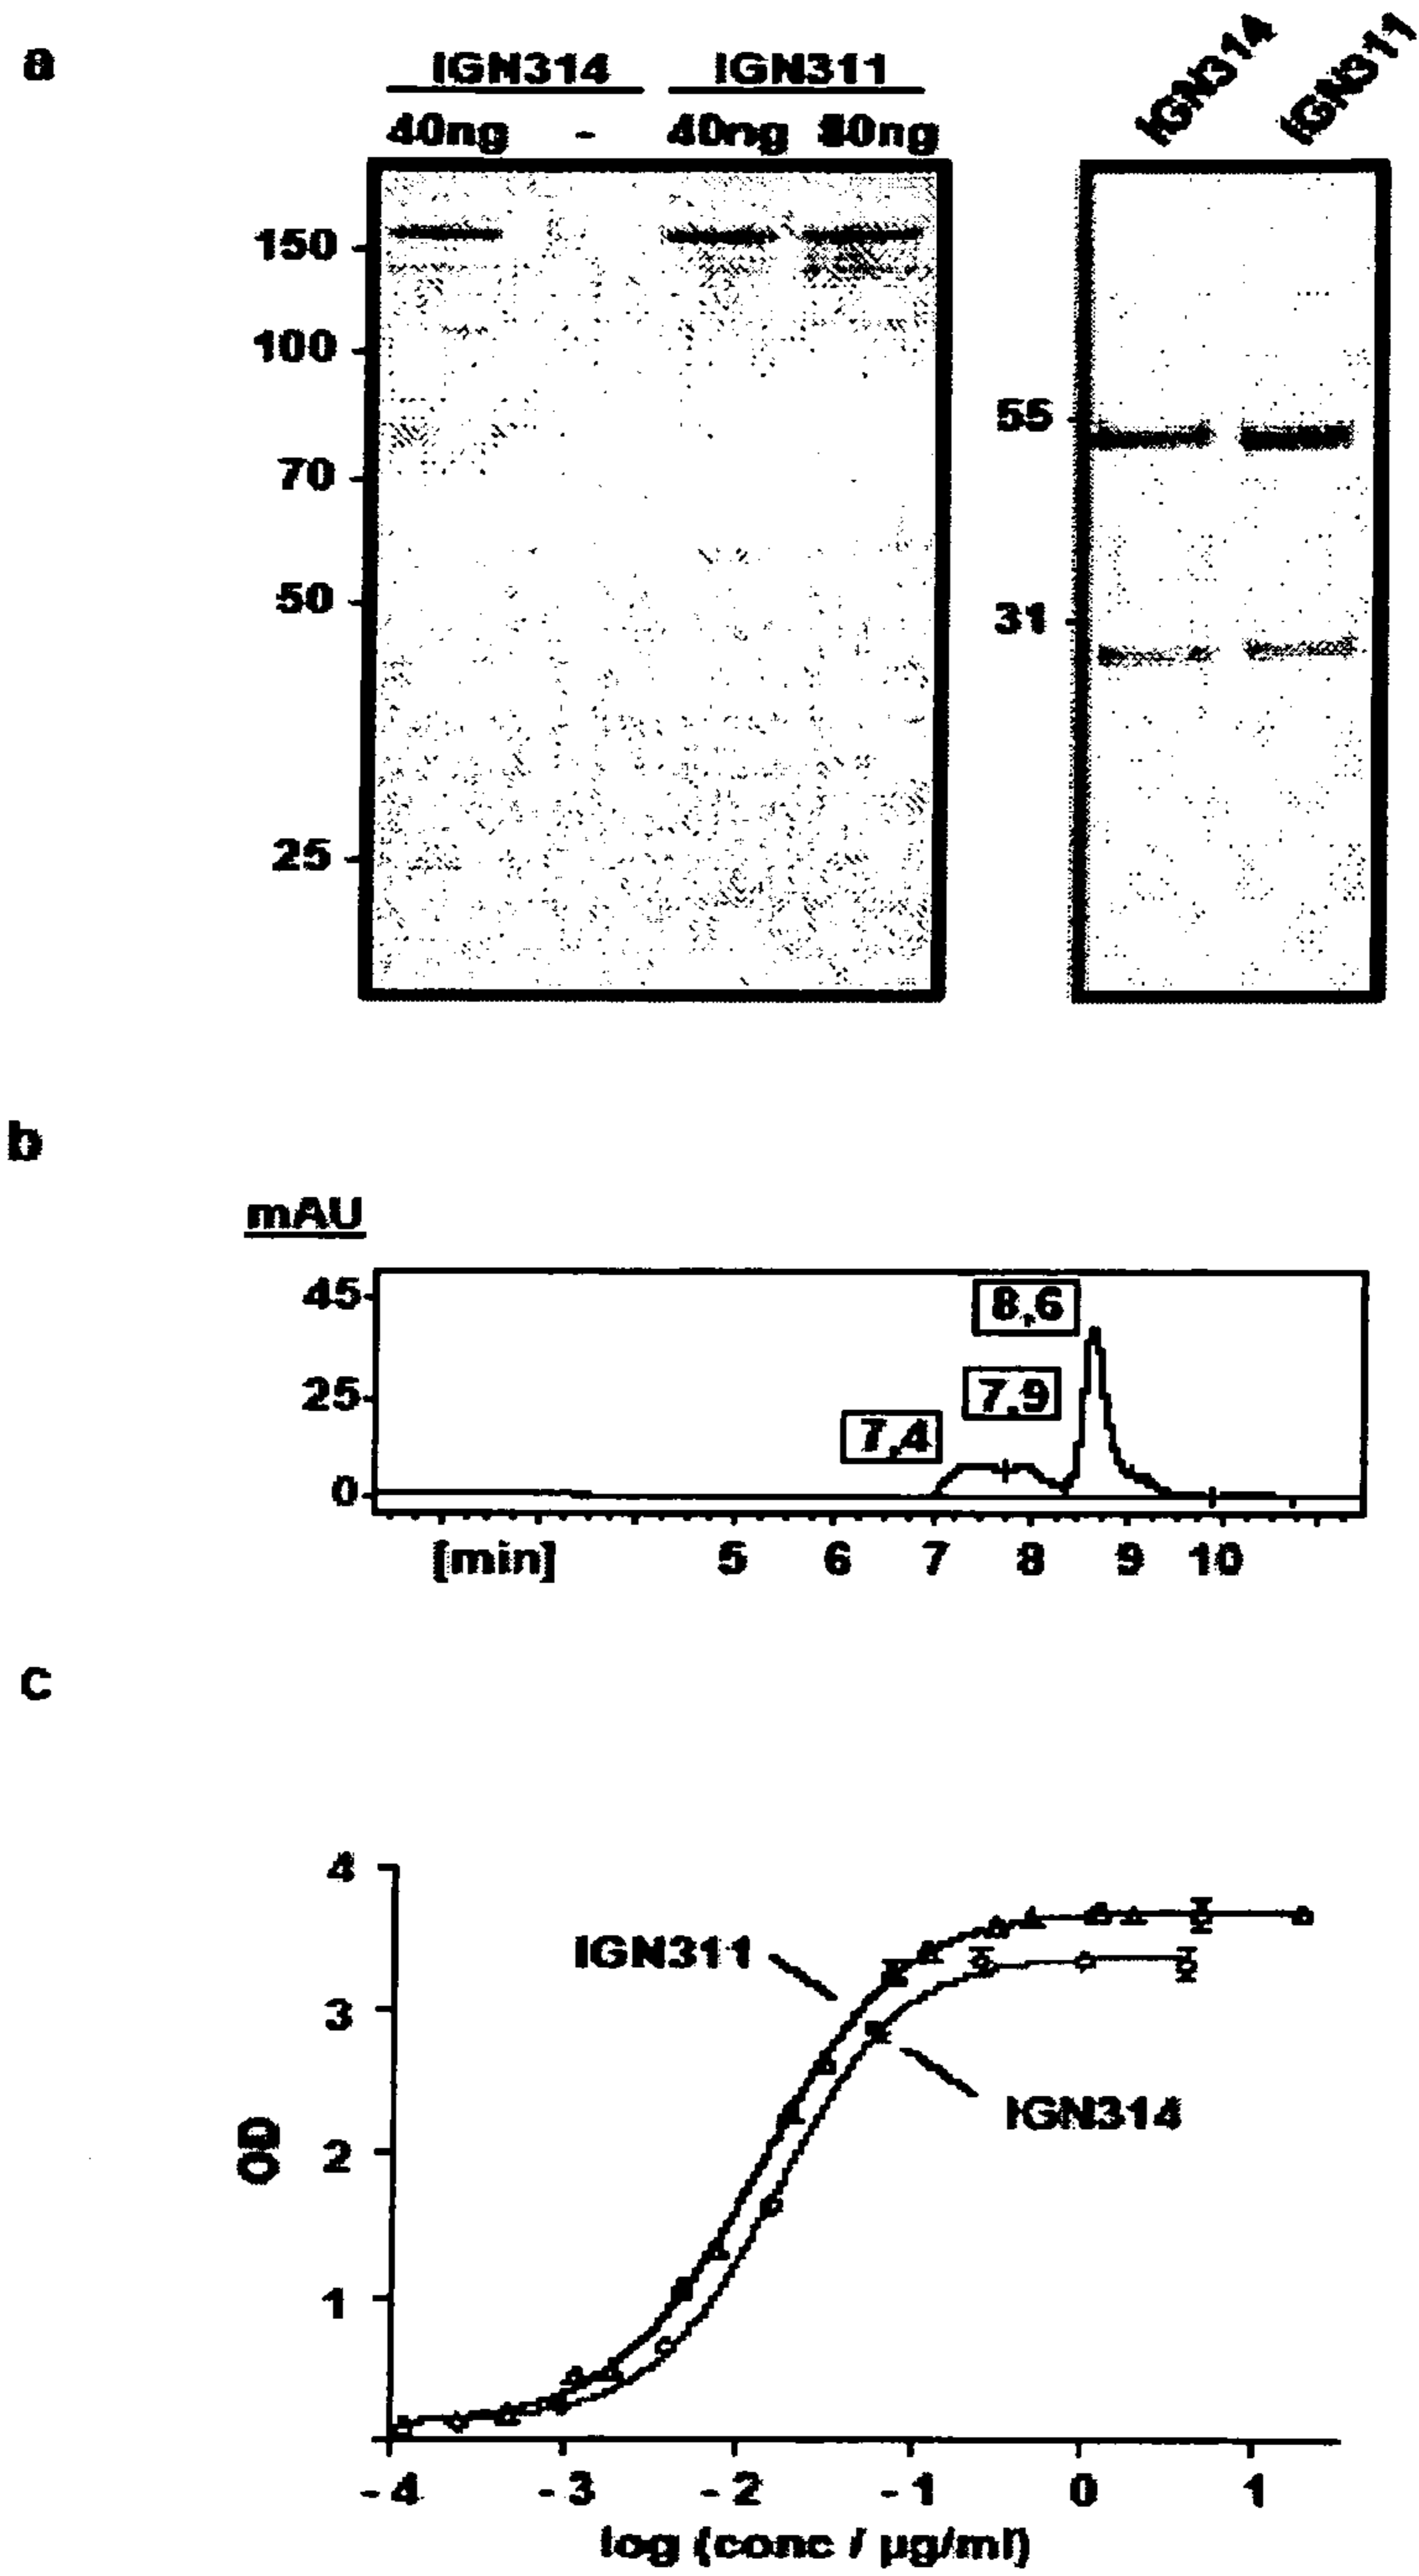 a
IGN314 IGN311
40ng - 40ng 80ng
150
100
70
50
25
IGN314 IGN311
55
31
b
mAU
45
25
0
8,6
7,9
7,4
[min] 5 6 7 8 9 10
c
4
3
2
1
OD
IGN311
IGN314
-4 -3 -2 -1 0 1
log (conc / µg/ml)